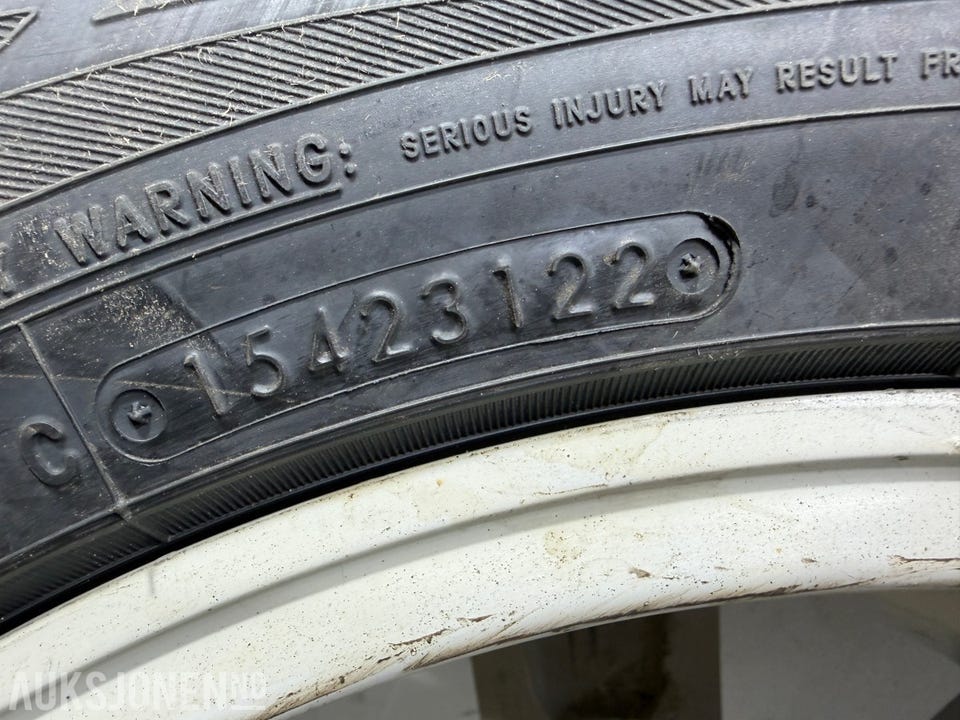 WARNING: SERIOUS INJURY MAY RESULT FR
15423122
C
AUKSJONEN.NO